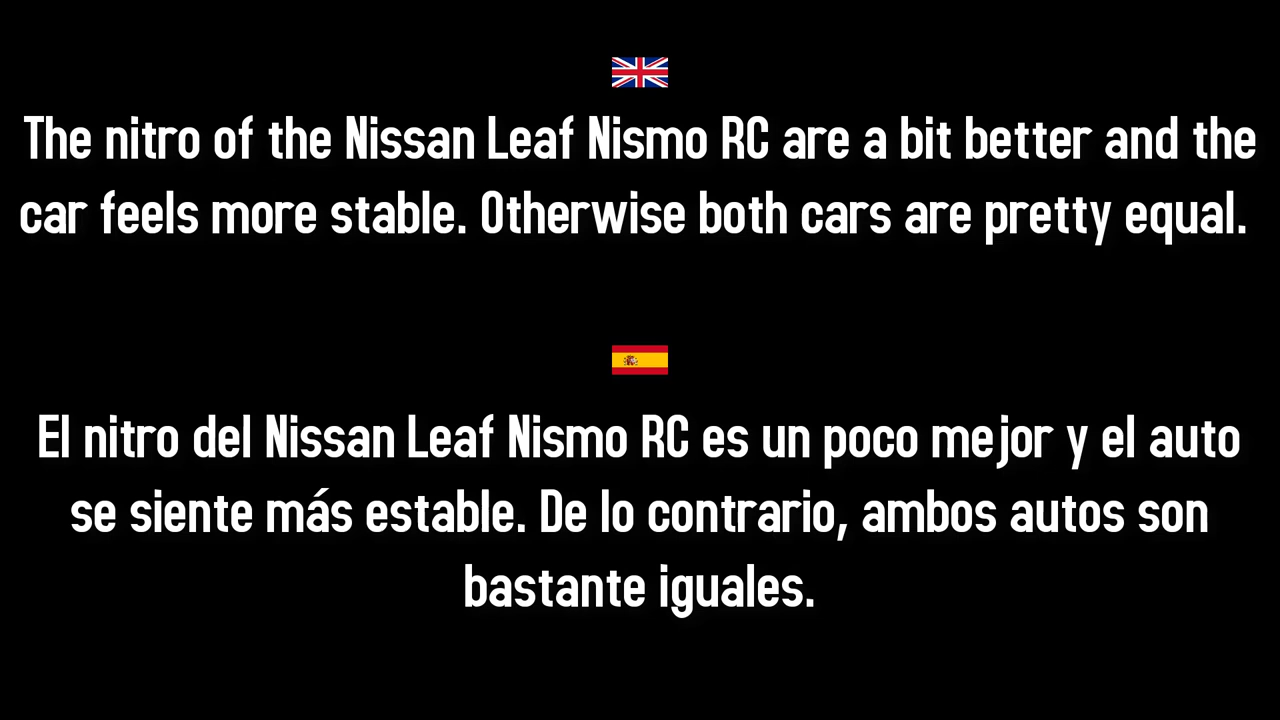 The nitro of the Nissan Leaf Nismo RC are a bit better and the
car feels more stable. Otherwise both cars are pretty equal.
El nitro del Nissan Leaf Nismo RC es un poco mejor y el auto
se siente más estable. De lo contrario, ambos autos son
bastante iguales.